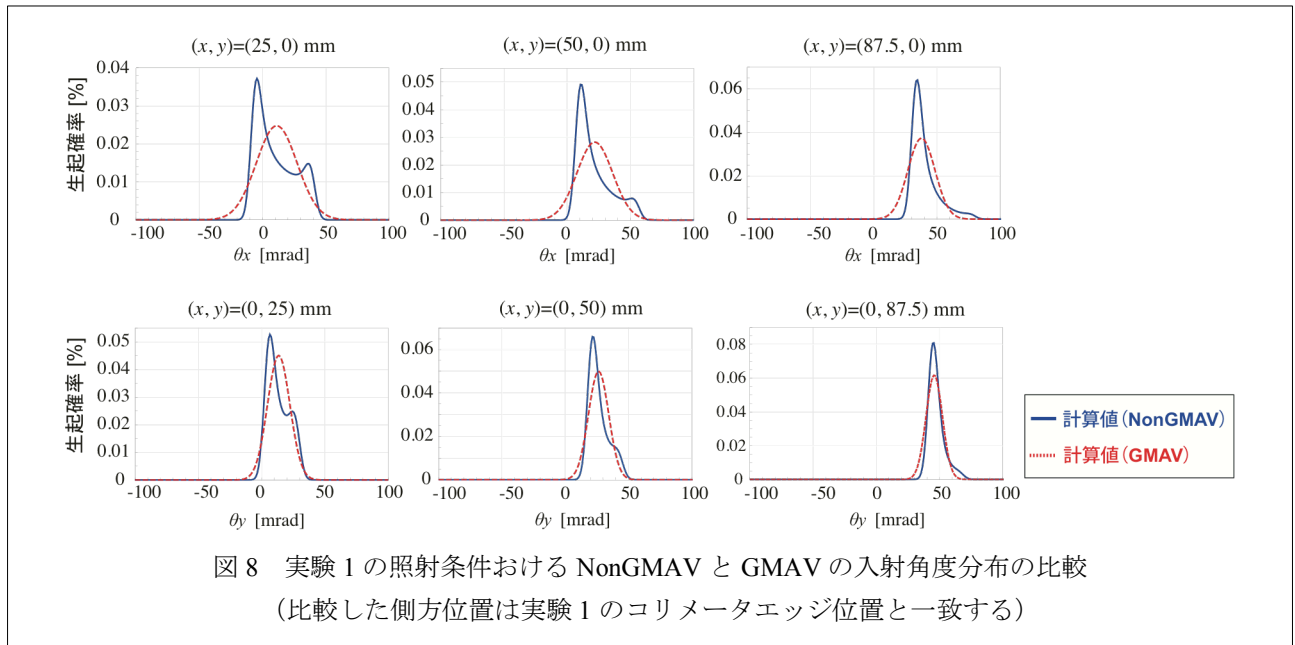 (x, y)=(25, 0) mm
(x, y)=(50, 0) mm
(x, y)=(87.5, 0) mm
生起確率 [%]
0.04
0.03
0.02
0.01
0
-100 -50 0 50 100
θx [mrad]
0.05
0.04
0.03
0.02
0.01
0
-100 -50 0 50 100
θx [mrad]
0.06
0.04
0.02
0
-100 -50 0 50 100
θx [mrad]
(x, y)=(0, 25) mm
(x, y)=(0, 50) mm
(x, y)=(0, 87.5) mm
生起確率 [%]
0.05
0.04
0.03
0.02
0.01
0
-100 -50 0 50 100
θy [mrad]
0.06
0.04
0.02
0
-100 -50 0 50 100
θy [mrad]
0.08
0.06
0.04
0.02
0
-100 -50 0 50 100
θy [mrad]
計算値(NonGMAV)
計算値(GMAV)
図 8 実験 1 の照射条件おける NonGMAV と GMAV の入射角度分布の比較
(比較した側方位置は実験 1 のコリメータエッジ位置と一致する)